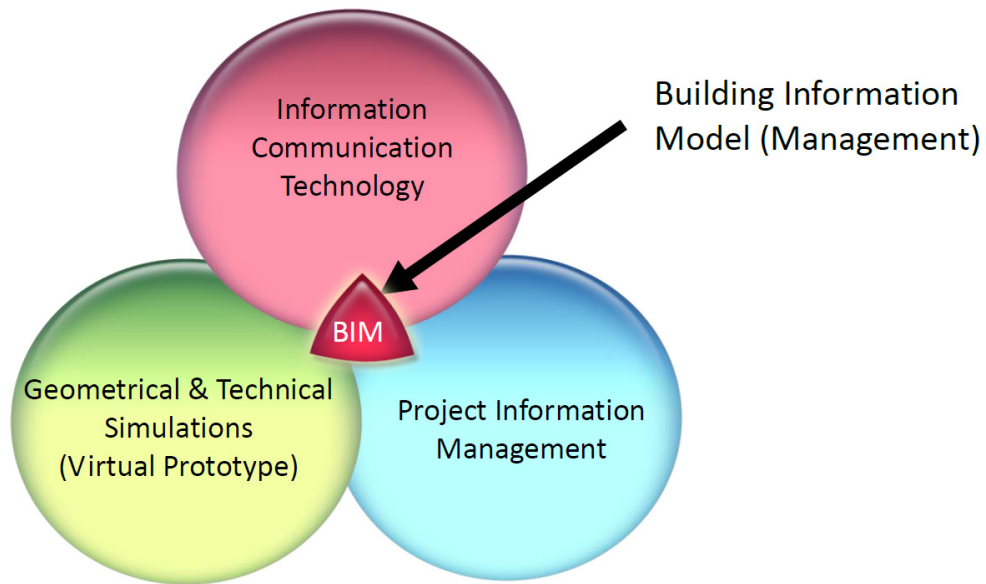 Information
Communication
Technology
Building Information
Model (Management)
BIM
Geometrical & Technical
Simulations
(Virtual Prototype)
Project Information
Management